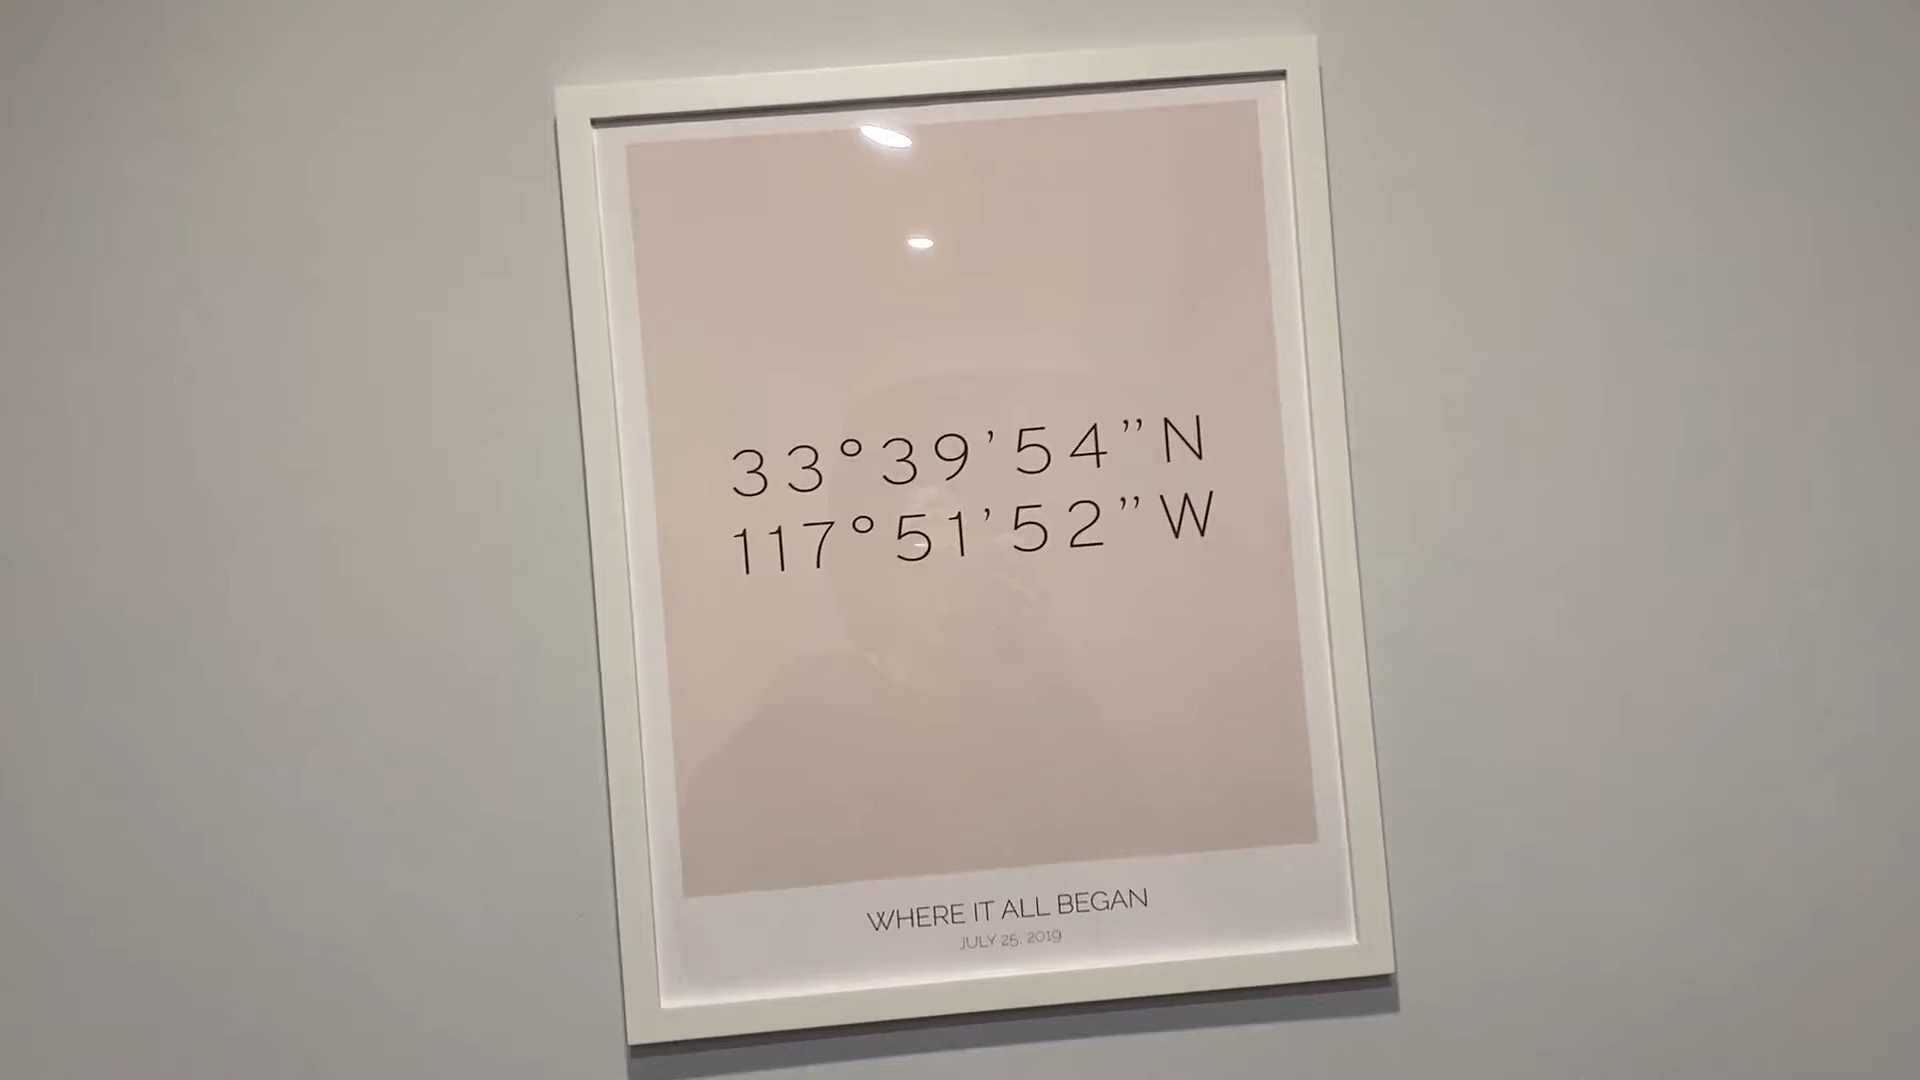 33°39’54”N
117°51’52”W
WHERE IT ALL BEGAN
JULY 25, 2019